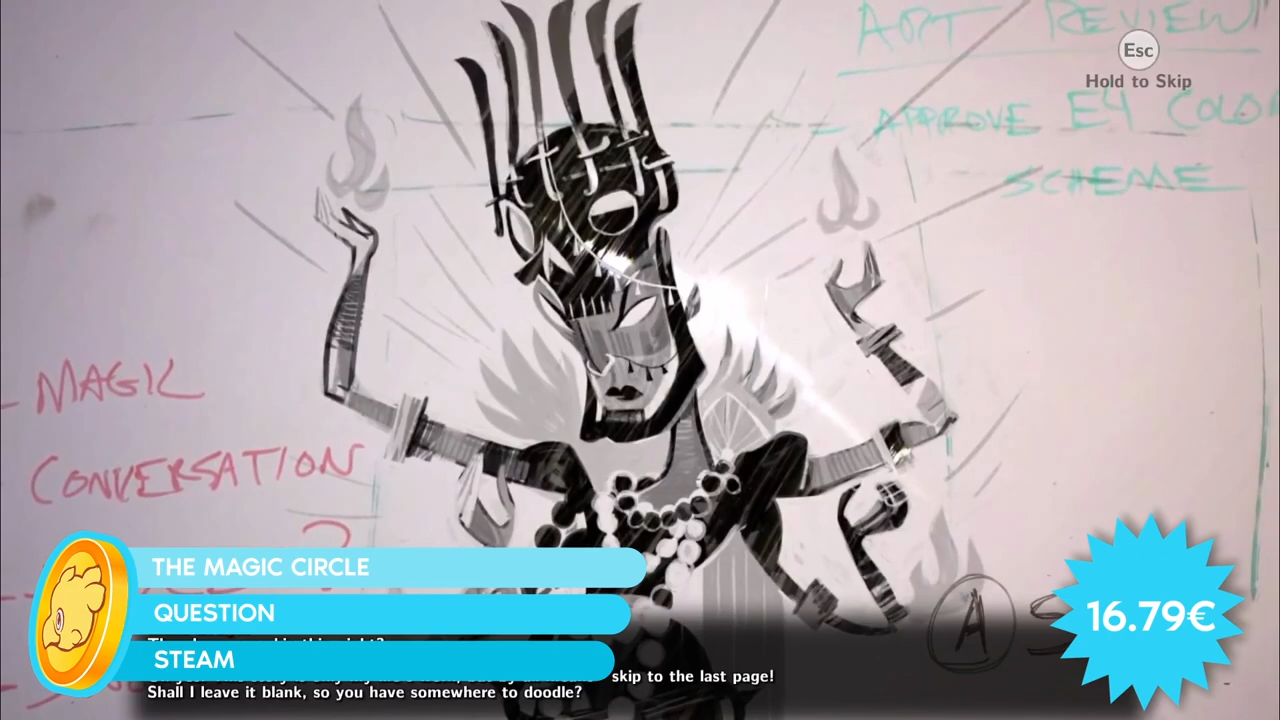 ART REVIEW
Esc
Hold to Skip
APPROVE E4 COLO
SCHEME
- MAGIC
CONVERSATION
?
THE MAGIC CIRCLE
QUESTION
STEAM
16.79€
A S
skip to the last page!
Shall I leave it blank, so you have somewhere to doodle?